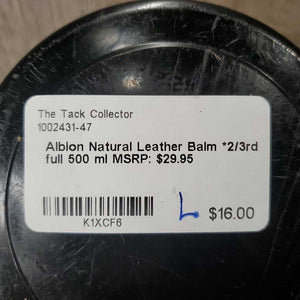 The Tack Collector
1002431-47
Albion Natural Leather Balm *2/3rd
full 500 ml MSRP: $29.95
K1XCF6
L $16.00